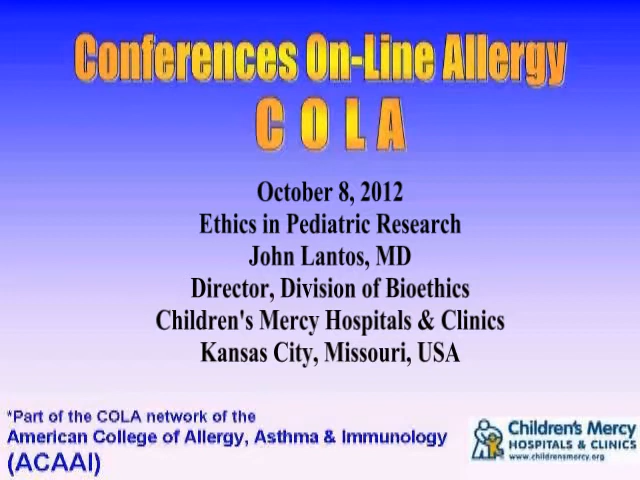 Conferences On-Line Allergy
C O L A
October 8, 2012
Ethics in Pediatric Research
John Lantos, MD
Director, Division of Bioethics
Children's Mercy Hospitals & Clinics
Kansas City, Missouri, USA
*Part of the COLA network of the
American College of Allergy, Asthma & Immunology
(ACAAI)
Children's Mercy
HOSPITALS & CLINICS
www.childrensmercy.org